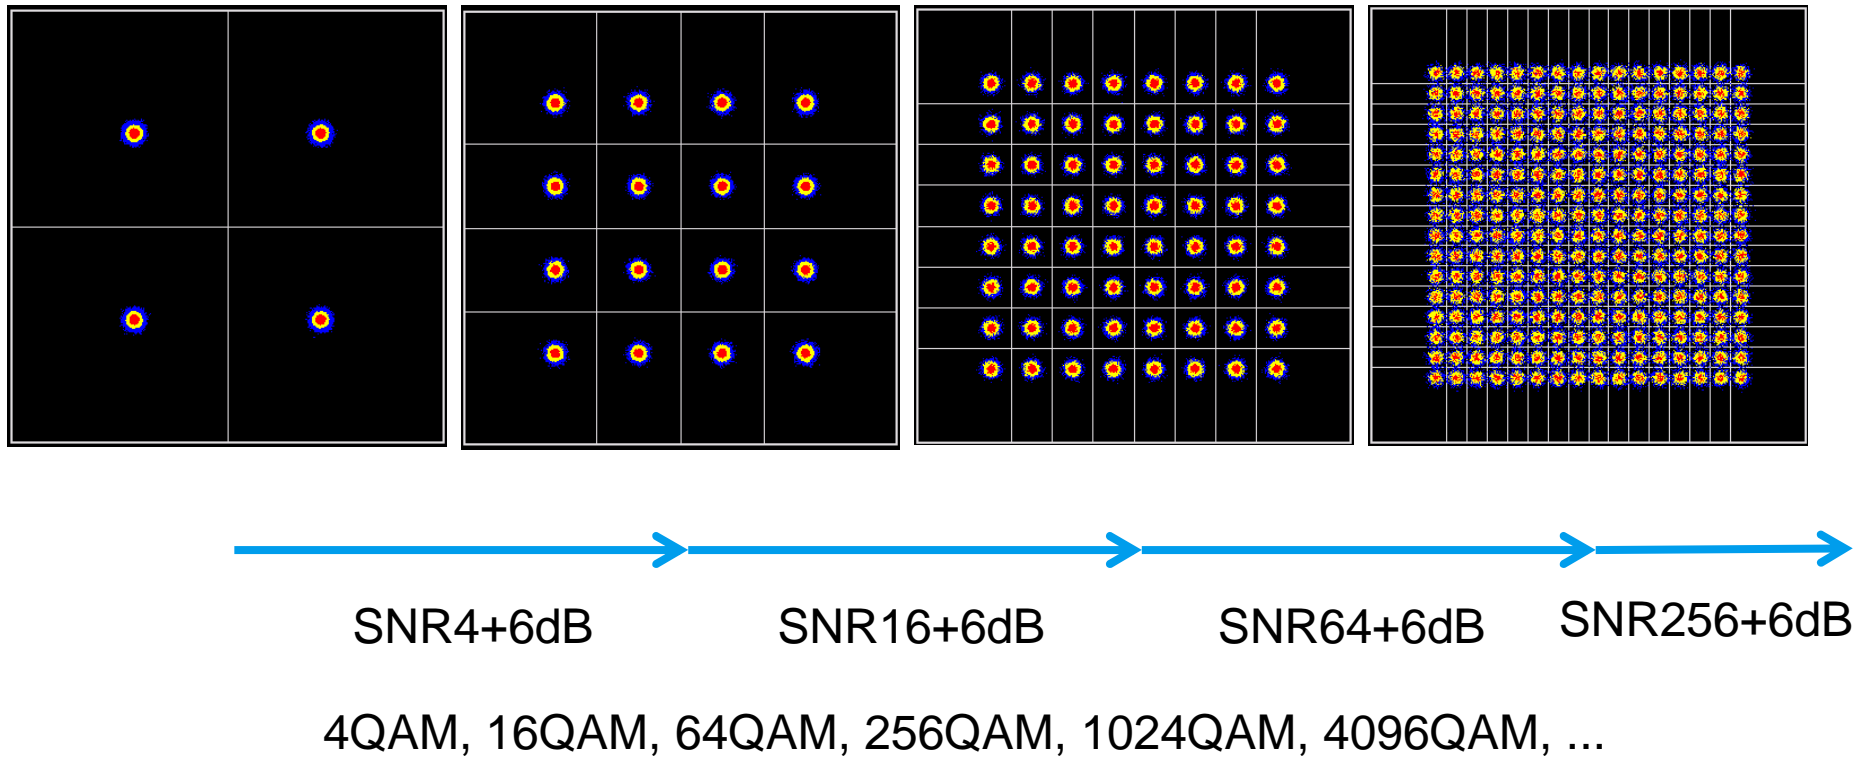 SNR4+6dB SNR16+6dB SNR64+6dB SNR256+6dB
4QAM, 16QAM, 64QAM, 256QAM, 1024QAM, 4096QAM, ...